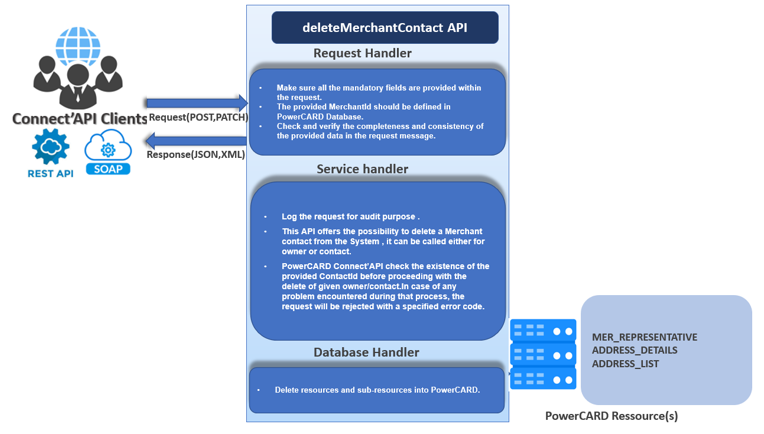 deleteMerchantContact API
Request Handler
• Make sure all the mandatory fields are provided within
the request.
• The provided MerchantId should be defined in
PowerCARD Database.
• Check and verify the completeness and consistency of
the provided data in the request message.
Connect'API Clients
Request(POST,PATCH)
Response(JSON,XML)
REST API
SOAP
Service handler
• Log the request for audit purpose .
• This API offers the possibility to delete a Merchant
contact from the System , it can be called either for
owner or contact.
• PowerCARD Connect'API check the existence of the
provided ContactId before proceeding with the
delete of given owner/contact.In case of any
problem encountered during that process, the
request will be rejected with a specified error code.
Database Handler
• Delete resources and sub-resources into PowerCARD.
MER_REPRESENTATIVE
ADDRESS_DETAILS
ADDRESS_LIST
PowerCARD Ressource(s)